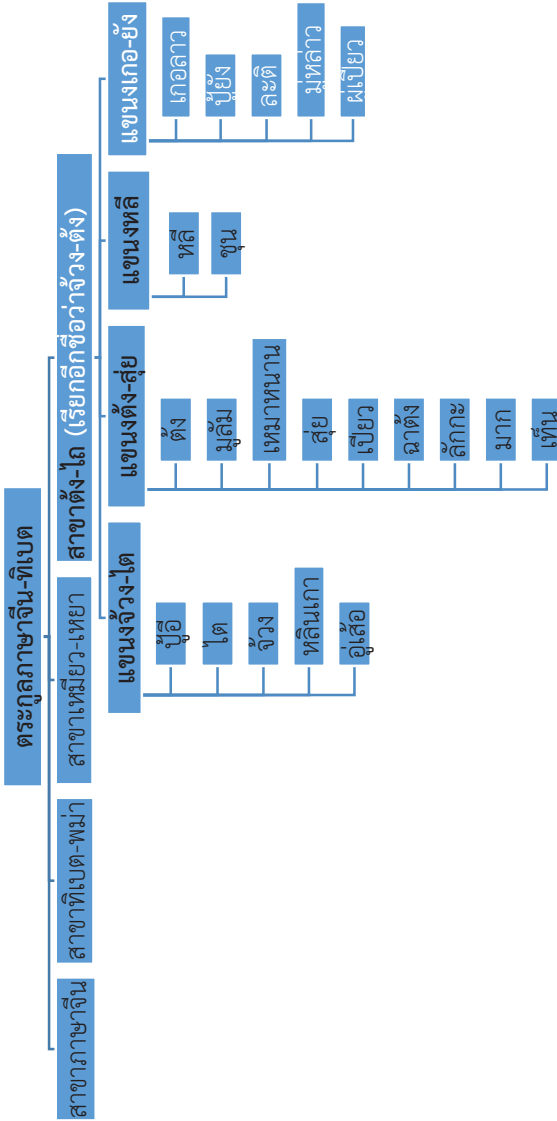 ตระกูลภาษาจีน-ทิเบต
สาขาภาษาจีน
สาขาทิเบต-พม่า
สาขาเหมียว-เหยา
สาขาต้ง-ไถ (เรียกอีกชื่อว่าจ้วง-ต้ง)
แขนงจ้วง-ไต
ปู้อี
ไต
จ้วง
หลินเกา
อู่เส้อ
แขนงต้ง-สุ่ย
ต้ง
มูลัม
เหมาหนาน
สุ่ย
เปียว
ฉาต้ง
ลักกะ
มาก
เท็น
แขนงหลี
หลี
ชุน
แขนงเกอ-ยัง
เกอลาว
ปู้ยัง
ละติ
มู่หล่าว
ผู่เปียว